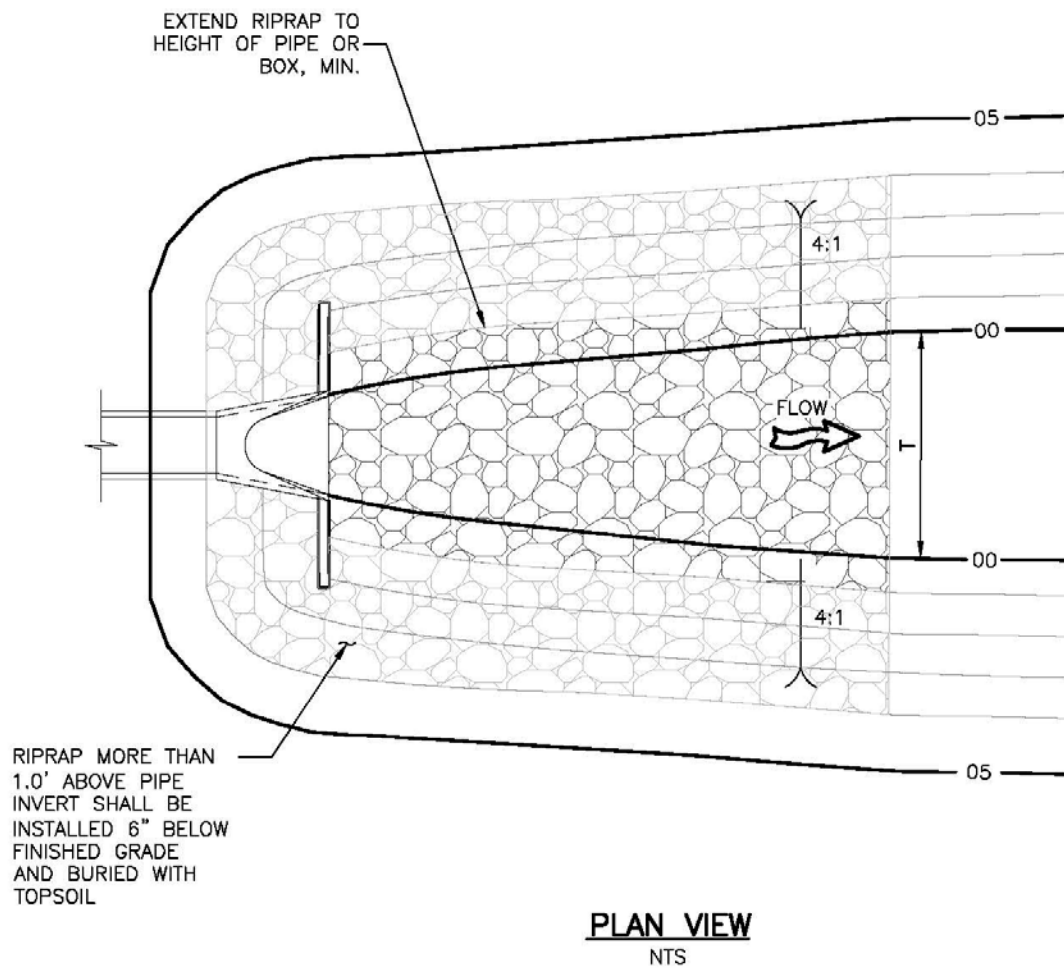 EXTEND RIPRAP TO
HEIGHT OF PIPE OR
BOX, MIN.
05
4:1
00
FLOW
T
00
4:1
05
RIPRAP MORE THAN
1.0' ABOVE PIPE
INVERT SHALL BE
INSTALLED 6" BELOW
FINISHED GRADE
AND BURIED WITH
TOPSOIL
PLAN VIEW
NTS